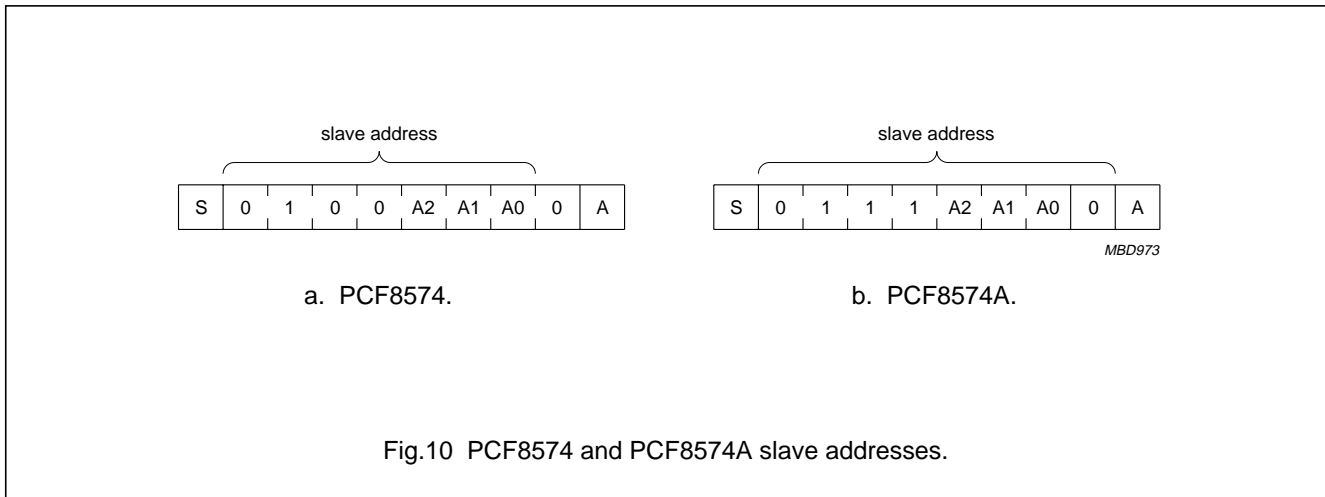 slave address
S 0 1 0 0 A2 A1 A0 0 A
a. PCF8574.
slave address
S 0 1 1 1 A2 A1 A0 0 A
MBD973
b. PCF8574A.
Fig.10 PCF8574 and PCF8574A slave addresses.